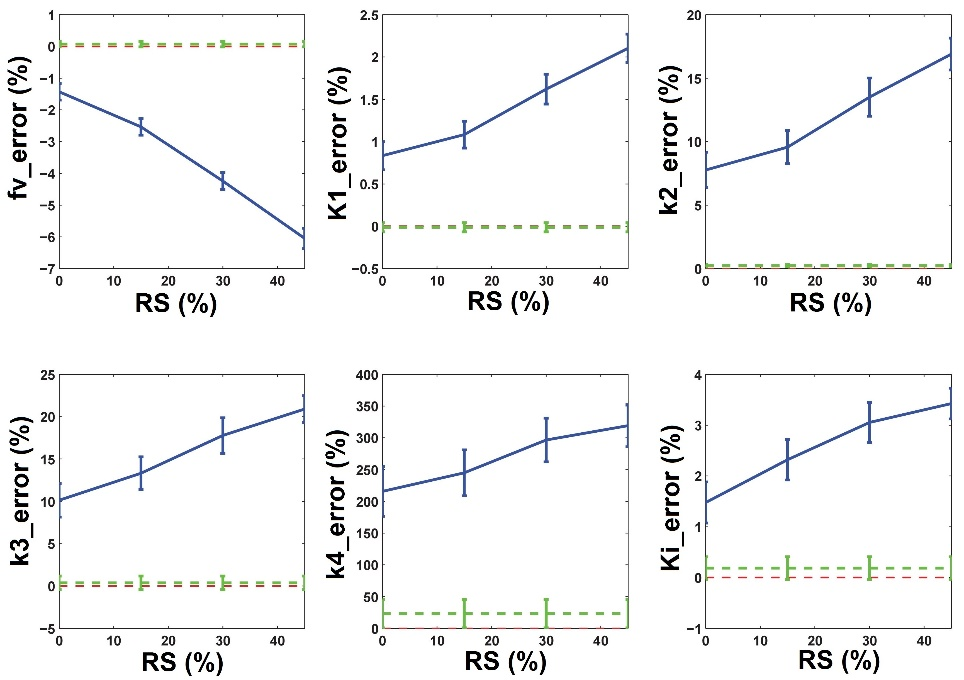 fv_error (%)
1
0
−1
−2
−3
−4
−5
−6
−7
0 10 20 30 40
RS (%)
K1_error (%)
2.5
2
1.5
1
0.5
0
−0.5
0 10 20 30 40
RS (%)
k2_error (%)
20
15
10
5
0
0 10 20 30 40
RS (%)
k3_error (%)
25
20
15
10
5
0
−5
0 10 20 30 40
RS (%)
k4_error (%)
400
350
300
250
200
150
100
50
0
0 10 20 30 40
RS (%)
Ki_error (%)
4
3
2
1
0
−1
0 10 20 30 40
RS (%)